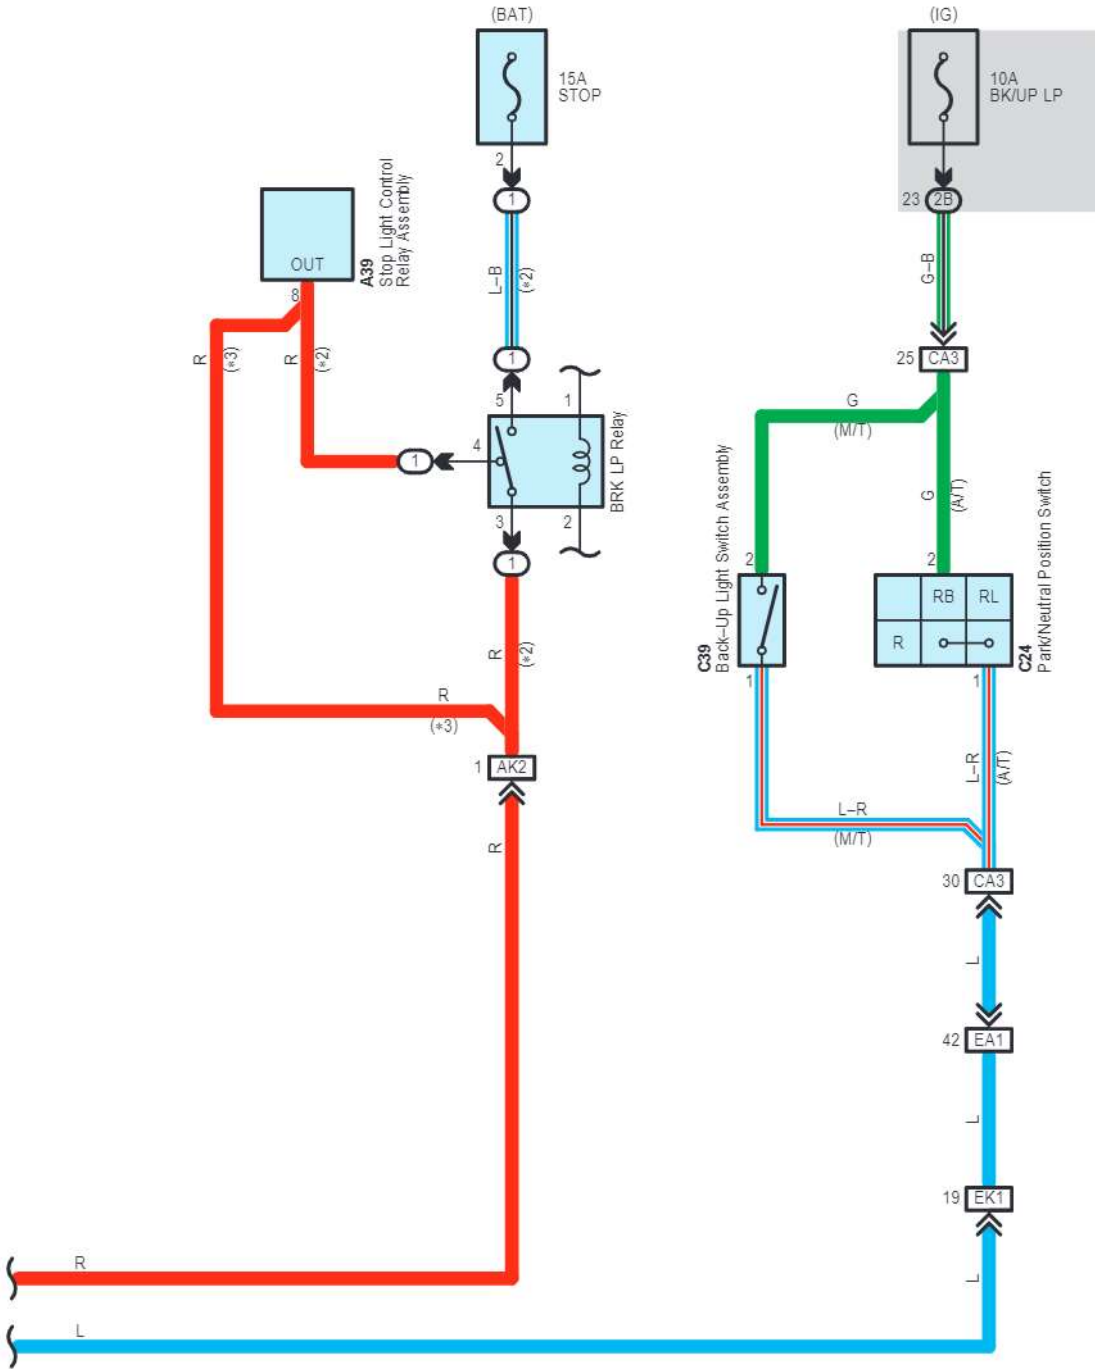 (BAT)
(IG)
15A
STOP
10A
BK/UP LP
2
1
23
2B
OUT
A39
Stop Light Control
Relay Assembly
8
L–B
(∗2)
G–B
R
(∗3)
R
(∗2)
1
25
CA3
5
1
G
(M/T)
4
1
BRK LP Relay
G
(A/T)
3
2
1
2
2
RB
RL
R
C39
Back–Up Light Switch Assembly
C24
Park/Neutral Position Switch
1
1
R
(∗2)
R
(∗3)
1
AK2
L–R
(A/T)
L–R
(M/T)
R
30
CA3
L
42
EA1
L
19
EK1
L
R
L